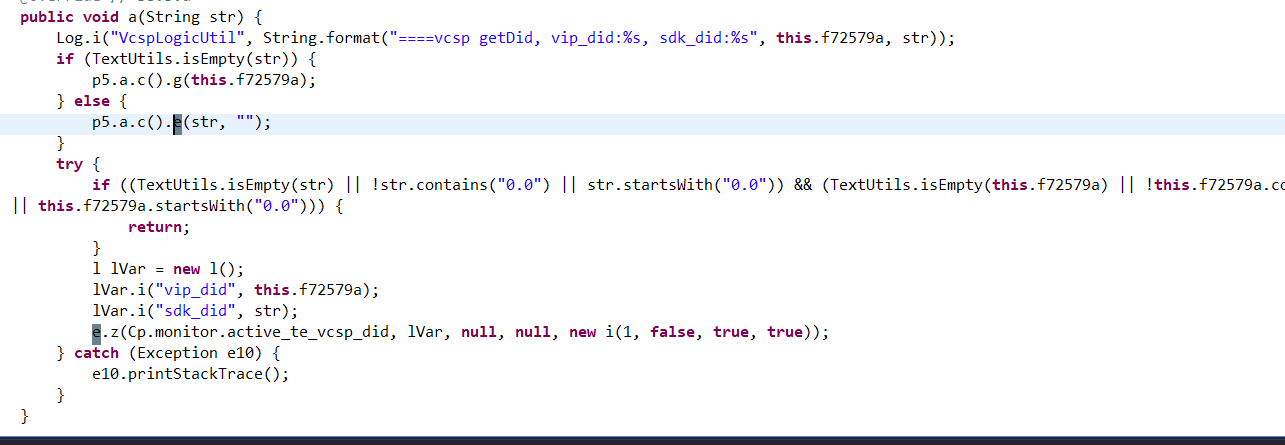 public void a(String str) {
Log.i("VcspLogicUtil", String.format("====vcsp getDid, vip_did:%s, sdk_did:%s", this.f72579a, str));
if (TextUtils.isEmpty(str)) {
p5.a.c().g(this.f72579a);
} else {
p5.a.c().e(str, "");
}
try {
if ((TextUtils.isEmpty(str) || !str.contains("0.0") || str.startsWith("0.0")) && (TextUtils.isEmpty(this.f72579a) || !this.f72579a.co
|| this.f72579a.startsWith("0.0"))) {
return;
}
l lVar = new l();
lVar.i("vip_did", this.f72579a);
lVar.i("sdk_did", str);
e.z(Cp.monitor.active_te_vcsp_did, lVar, null, null, new i(1, false, true, true));
} catch (Exception e10) {
e10.printStackTrace();
}
}